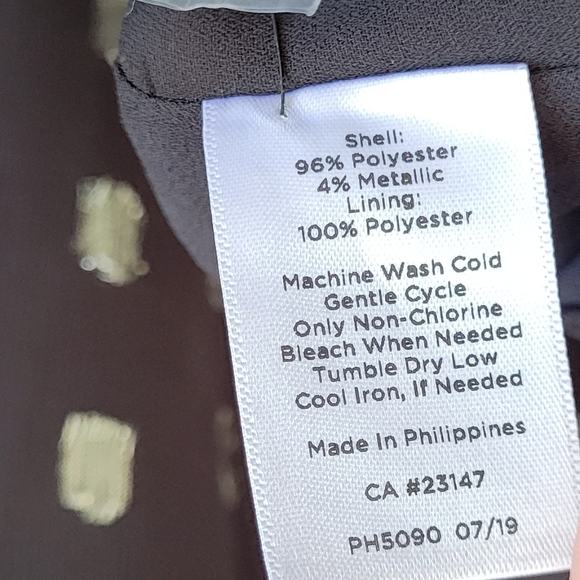 Shell:
96% Polyester
4% Metallic
Lining:
100% Polyester
Machine Wash Cold
Gentle Cycle
Only Non-Chlorine
Bleach When Needed
Tumble Dry Low
Cool Iron, If Needed
Made In Philippines
CA #23147
PH5090 07/19